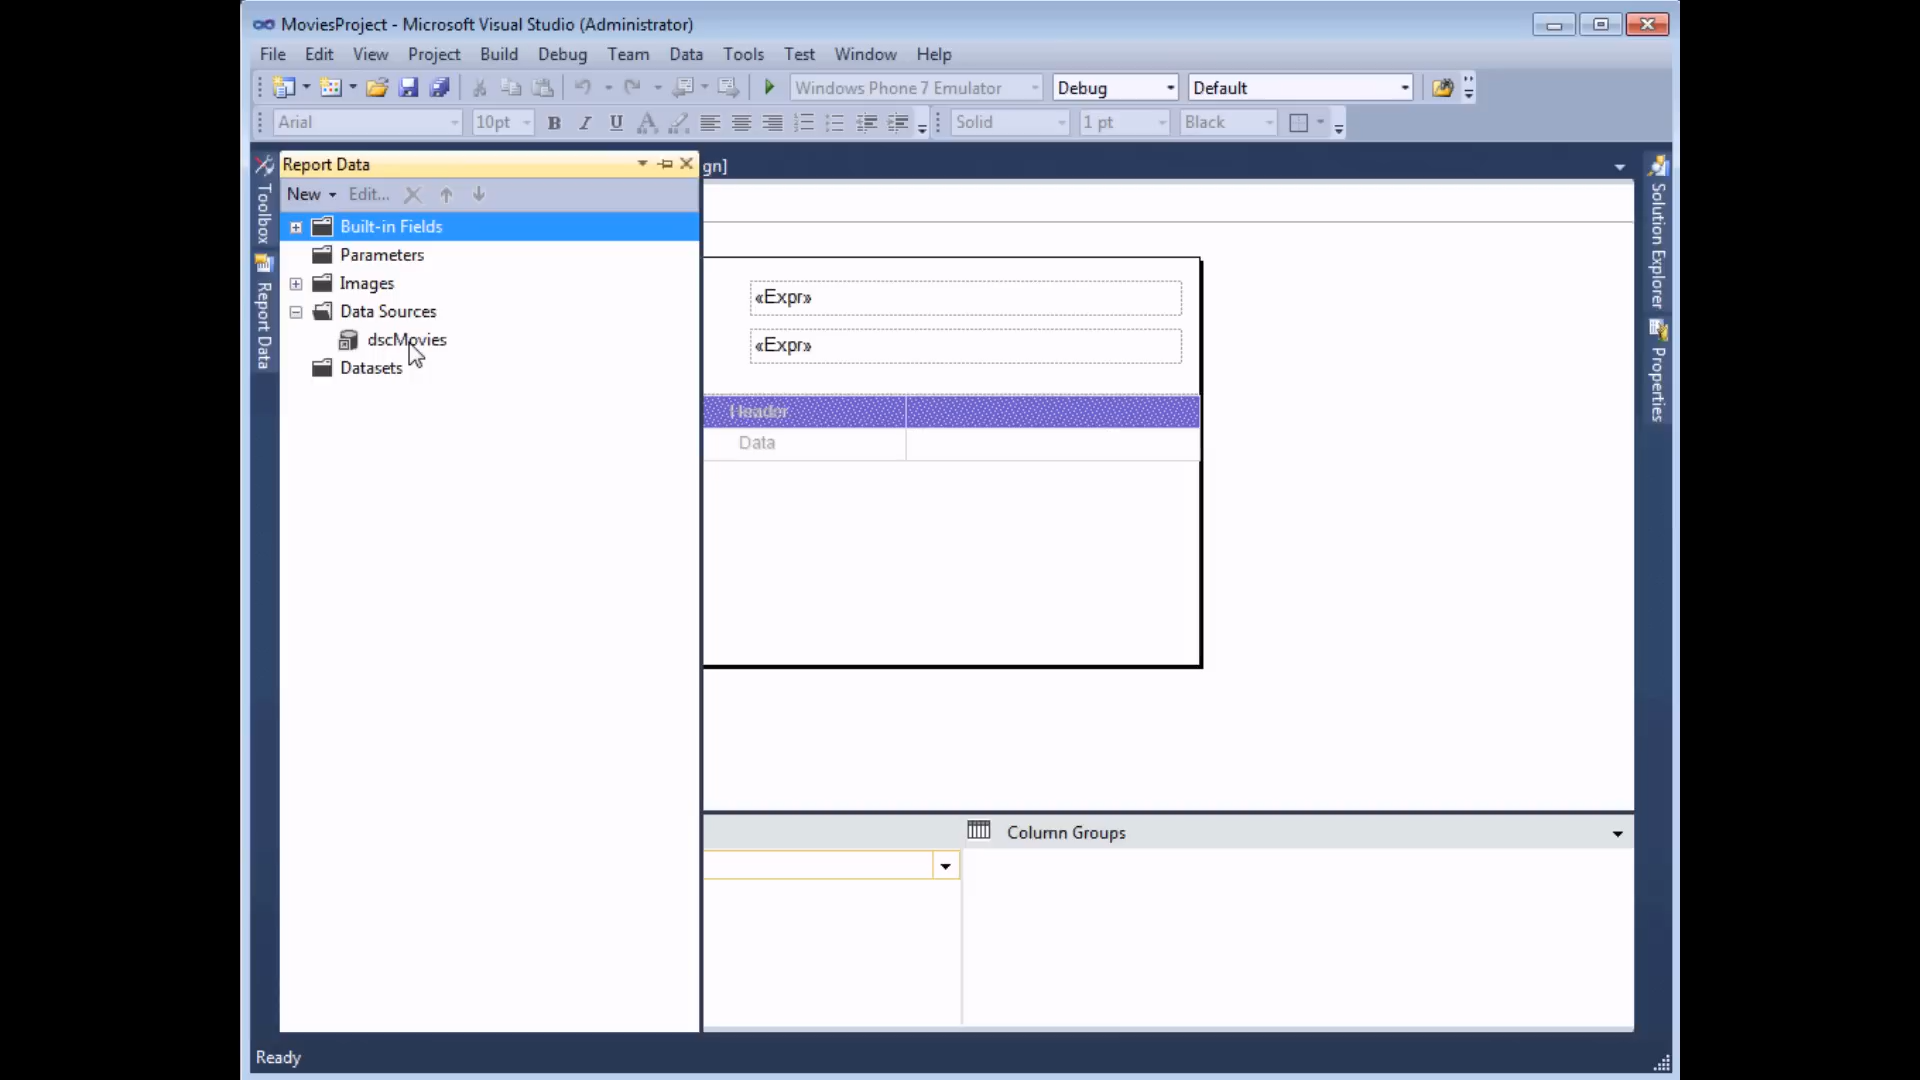 MoviesProject - Microsoft Visual Studio (Administrator)
File Edit View Project Build Debug Team Data Tools Test Window Help
Windows Phone 7 Emulator Debug Default
Arial 10pt B I U A Solid 1 pt Black
Report Data
gn]
New Edit...
Built-in Fields
Parameters
Images
Data Sources
dscMovies
Datasets
Toolbox
Report Data
«Expr»
«Expr»
Header
Data
Solution Explorer
Properties
Column Groups
Ready